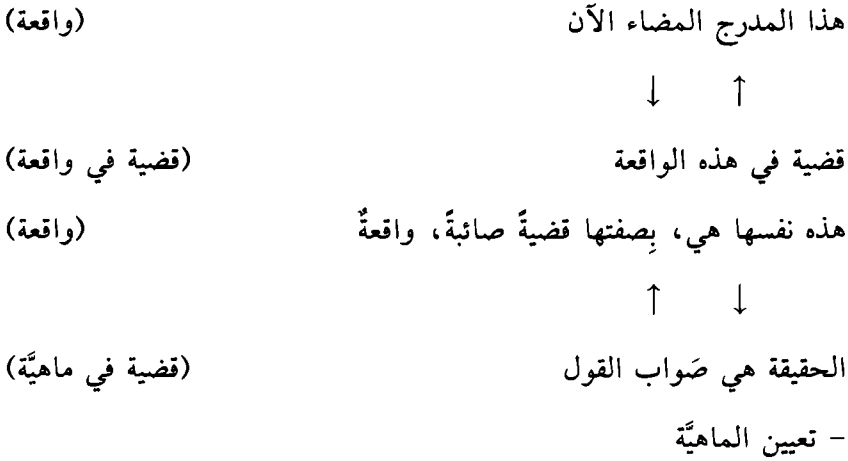 هذا المدرج المضاء الآن (واقعة)
↑ ↓
قضية في هذه الواقعة (قضية في واقعة)
هذه نفسها هي، بِصفتها قضيةً صائبةً، واقعةٌ (واقعة)
↓ ↑
الحقيقة هي صَواب القول (قضية في ماهيَّة)
– تعيين الماهيَّة